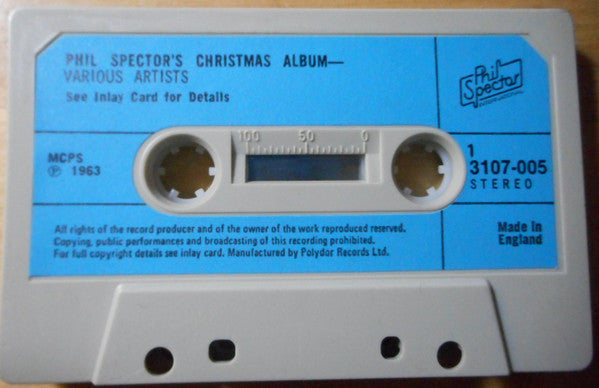 PHIL SPECTOR'S CHRISTMAS ALBUM—
VARIOUS ARTISTS
See Inlay Card for Details
Phil
Spector
INTERNATIONAL
MCPS
Ⓟ 1963
100 50 0
1
3107-005
STEREO
All rights of the record producer and of the owner of the work reproduced reserved.
Copying, public performances and broadcasting of this recording prohibited.
For full copyright details see inlay card. Manufactured by Polydor Records Ltd.
Made in
England